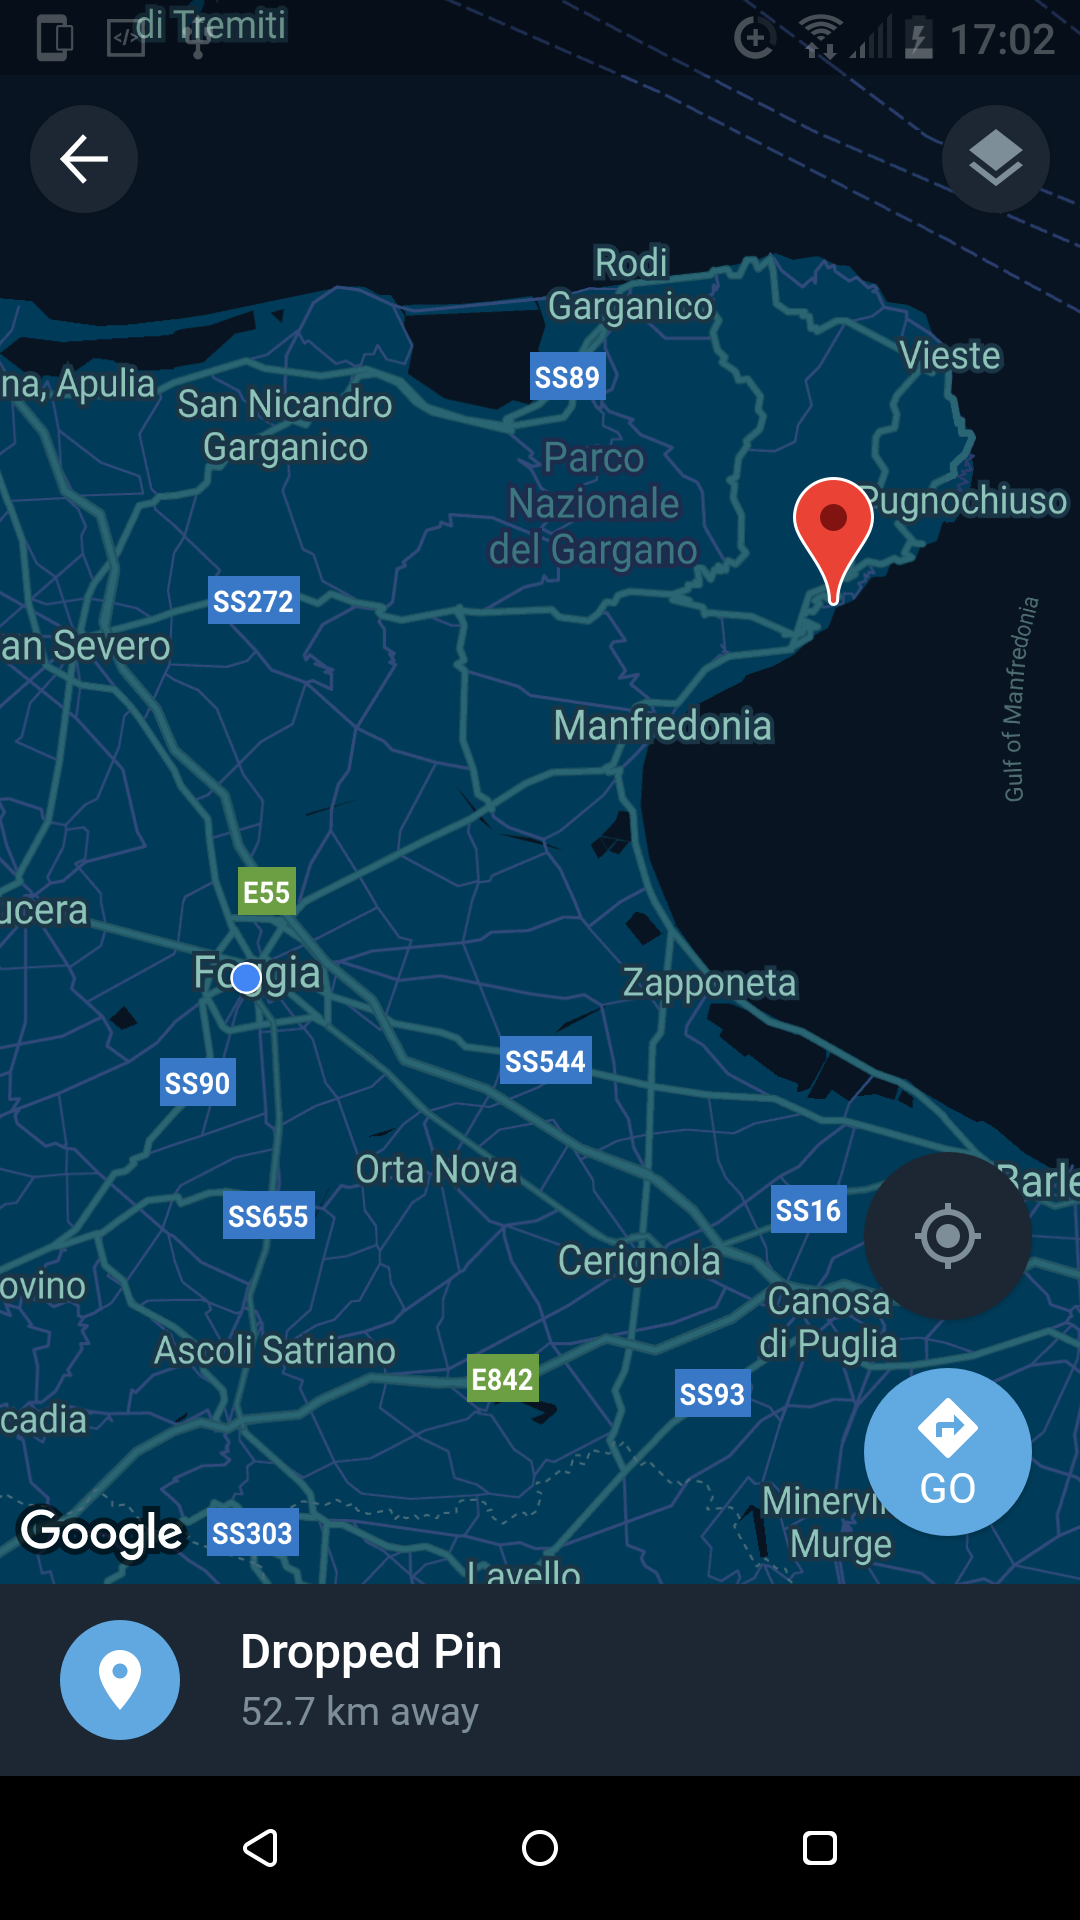 di Tremiti
17:02
Rodi
Garganico
Vieste
SS89
na, Apulia
San Nicandro
Garganico
Parco
Nazionale
del Gargano
Pugnochiuso
SS272
an Severo
Gulf of Manfredonia
Manfredonia
E55
ucera
Foggia
Zapponeta
SS544
SS90
Orta Nova
Barle
SS655
SS16
Cerignola
ovino
Canosa
di Puglia
Ascoli Satriano
E842
SS93
cadia
GO
Minervi
Murge
Google
SS303
Lavello
Dropped Pin
52.7 km away